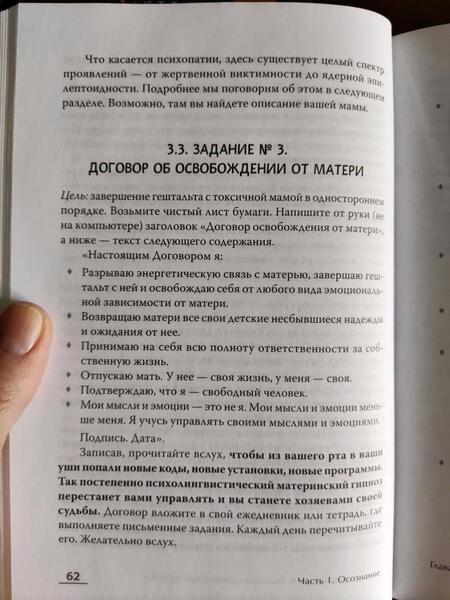 Что касается психопатии, здесь существует целый спектр
проявлений — от жертвенной виктимности до ядерной эпи-
лептоидности. Подробнее мы поговорим об этом в следующем
разделе. Возможно, там вы найдете описание вашей мамы.
3.3. ЗАДАНИЕ № 3.
ДОГОВОР ОБ ОСВОБОЖДЕНИИ ОТ МАТЕРИ
Цель: завершение гештальта с токсичной мамой в одностороннем
порядке. Возьмите чистый лист бумаги. Напишите от руки (не
на компьютере) заголовок «Договор освобождения от матери»,
а ниже — текст следующего содержания.
«Настоящим Договором я:
♦ Разрываю энергетическую связь с матерью, завершаю геш-
тальт с ней и освобождаю себя от любого вида эмоциональ-
ной зависимости от матери.
♦ Возвращаю матери все свои детские несбывшиеся надежды
и ожидания от нее.
♦ Принимаю на себя всю полноту ответственности за соб-
ственную жизнь.
♦ Отпускаю мать. У нее — своя жизнь, у меня — своя.
♦ Подтверждаю, что я — свободный человек.
♦ Мои мысли и эмоции — это не я. Мои мысли и эмоции мень-
ше меня. Я учусь управлять своими мыслями и эмоциями.
Подпись. Дата».
Записав, прочитайте вслух, чтобы из вашего рта в ваши
уши попали новые коды, новые установки, новые программы.
Так постепенно психолингвистический материнский гипноз
перестанет вами управлять и вы станете хозяевами своей
судьбы. Договор вложите в свой ежедневник или тетрадь, где
выполняете письменные задания. Каждый день перечитывайте
его. Желательно вслух.
62
Часть 1. Осознание
Глава